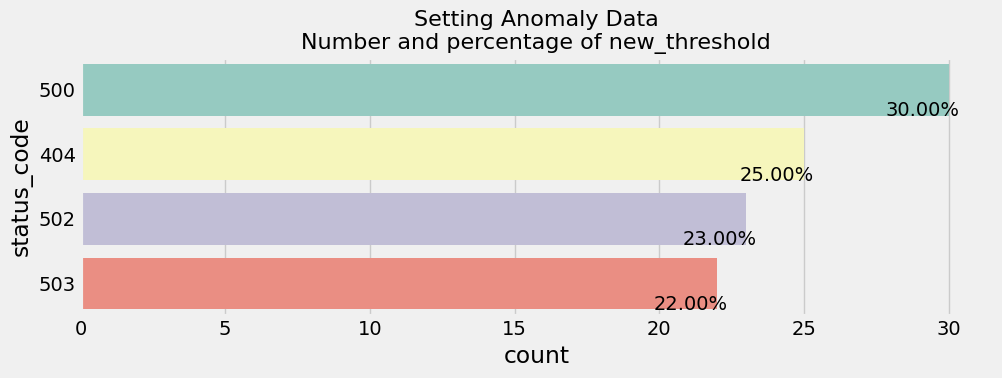 Setting Anomaly Data
Number and percentage of new_threshold
status_code
500
30.00%
404
25.00%
502
23.00%
503
22.00%
0 5 10 15 20 25 30
count